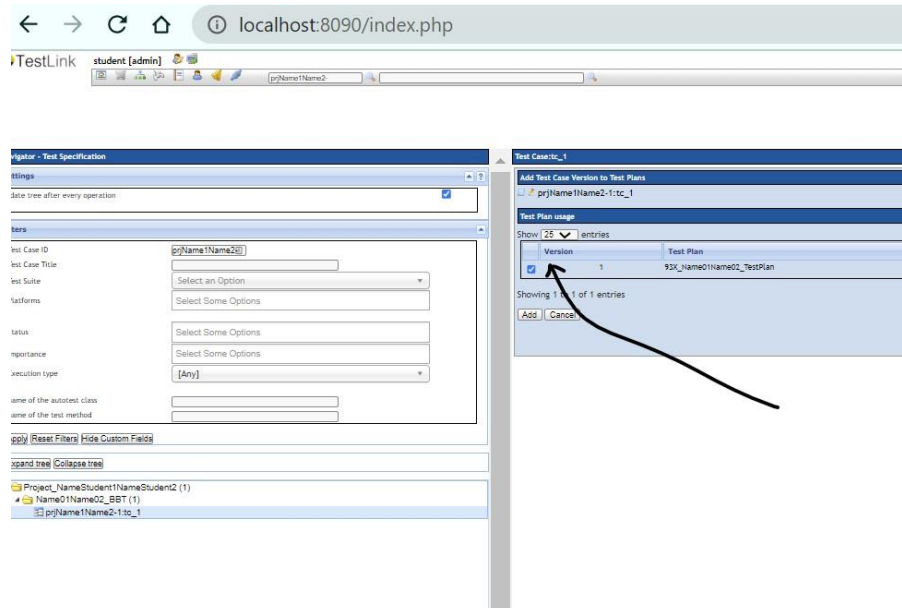 localhost:8090/index.php
TestLink student [admin]
prjName1Name2-
vigator - Test Specification
ttings
date tree after every operation
ters
est Case ID prjName1Name2
est Case Title
est Suite Select an Option
latforms Select Some Options
tatus Select Some Options
mportance Select Some Options
xecution type [Any]
ame of the autotest class
ame of the test method
pply Reset Filters Hide Custom Fields
xpand tree Collapse tree
Project_NameStudent1NameStudent2 (1)
Name01Name02_BBT (1)
prjName1Name2-1:tc_1
Test Case:tc_1
Add Test Case Version to Test Plans
prjName1Name2-1:tc_1
Test Plan usage
Show 25 entries
Version Test Plan
1 93X_Name01Name02_TestPlan
Showing 1 to 1 of 1 entries
Add Cancel